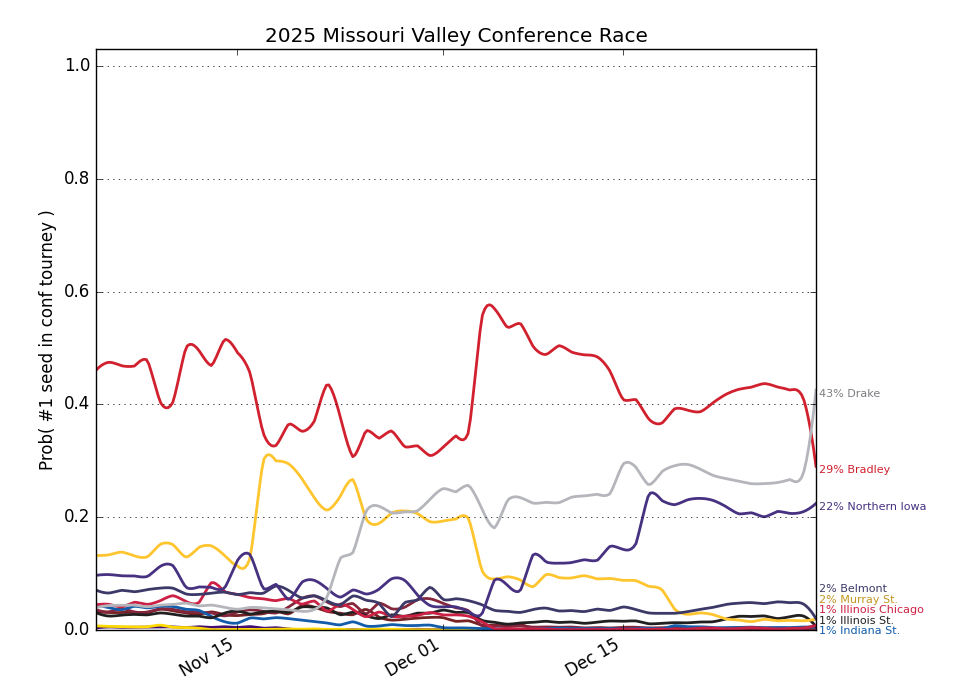 2025 Missouri Valley Conference Race
1.0
0.8
0.6
0.4
0.2
0.0
Prob( #1 seed in conf tourney )
Nov 15
Dec 01
Dec 15
43% Drake
29% Bradley
22% Northern Iowa
2% Belmont
2% Murray St.
1% Illinois Chicago
1% Illinois St.
1% Indiana St.